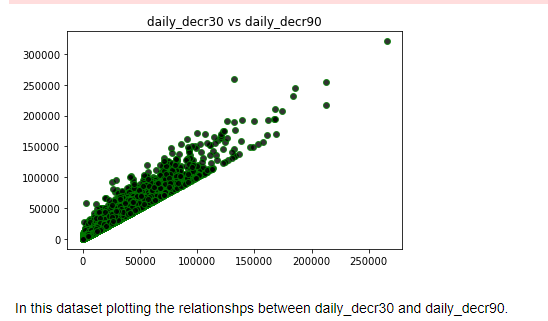 daily_decr30 vs daily_decr90
300000
250000
200000
150000
100000
50000
0
0 50000 100000 150000 200000 250000
In this dataset plotting the relationshps between daily_decr30 and daily_decr90.